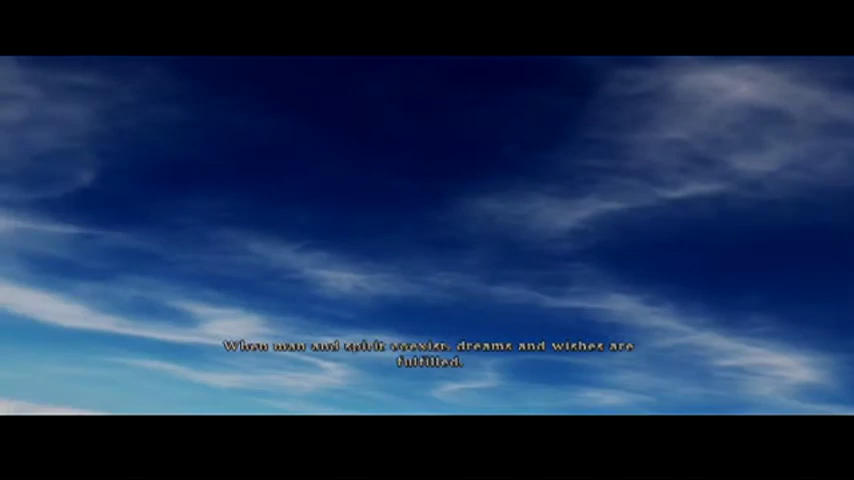 When man and spirit coexist, dreams and wishes are
fulfilled.